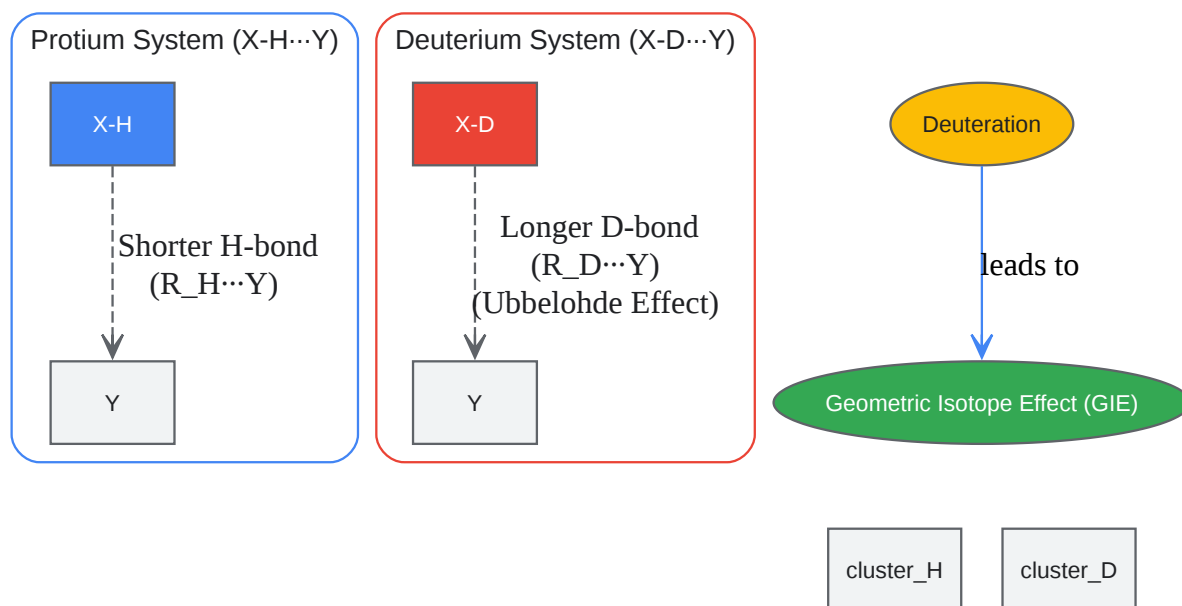 Protium System (X-H···Y)
X-H
Shorter H-bond
(R_H···Y)
Y
Deuterium System (X-D···Y)
X-D
Longer D-bond
(R_D···Y)
(Ubbelohde Effect)
Y
Deuteration
leads to
Geometric Isotope Effect (GIE)
cluster_H
cluster_D